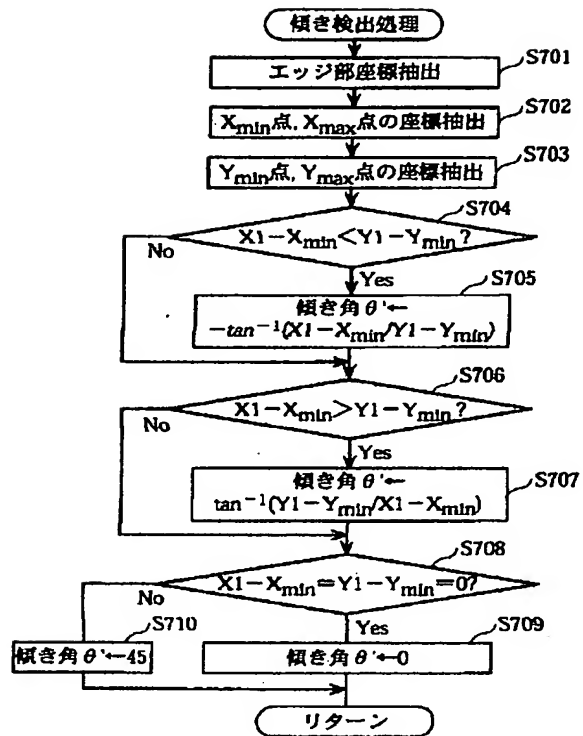 傾き検出処理
S701
エッジ部座標抽出
S702
Xmin点,Xmax点の座標抽出
S703
Ymin点,Ymax点の座標抽出
S704
X1-Xmin<Y1-Ymin?
No
Yes
S705
傾き角θ'←
-tan⁻¹(X1-Xmin/Y1-Ymin)
S706
X1-Xmin>Y1-Ymin?
No
Yes
S707
傾き角θ'←
tan⁻¹(Y1-Ymin/X1-Xmin)
S708
X1-Xmin=Y1-Ymin=0?
No
Yes
S710
S709
傾き角θ'←45
傾き角θ'←0
リターン